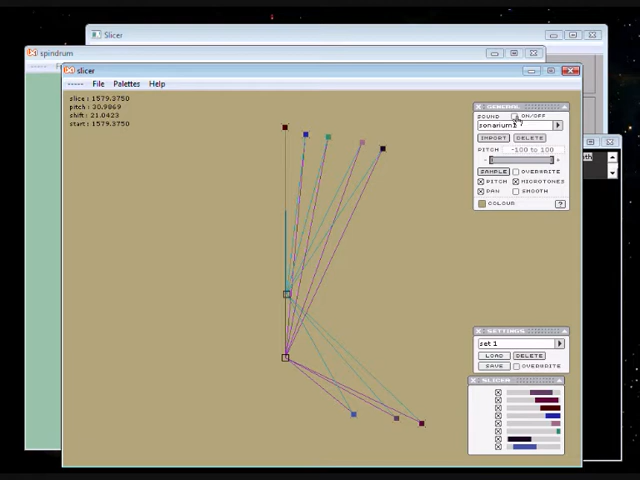 Slicer
spindrum
slicer
----- File Palettes Help
slice : 1579.3750
pitch : 30.9869
shift : 21.0423
start : 1579.3750
GENERAL
SOUND ON/OFF
IMPORT DELETE
PITCH -100 to 100
SAMPLE OVERWRITE
PITCH MICROTONES
PAN SMOOTH
COLOUR ?
SETTINGS
set 1
LOAD DELETE
SAVE OVERWRITE
SLICER